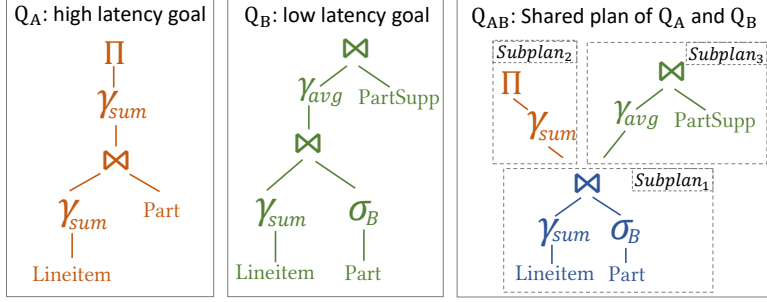 Q_A: high latency goal
Π
γ_sum
⋈
γ_sum Part
Lineitem
Q_B: low latency goal
⋈
γ_avg PartSupp
⋈
γ_sum σ_B
Lineitem Part
Q_AB: Shared plan of Q_A and Q_B
Subplan_2
Π
γ_sum
Subplan_3
⋈
γ_avg PartSupp
Subplan_1
⋈
γ_sum σ_B
Lineitem Part